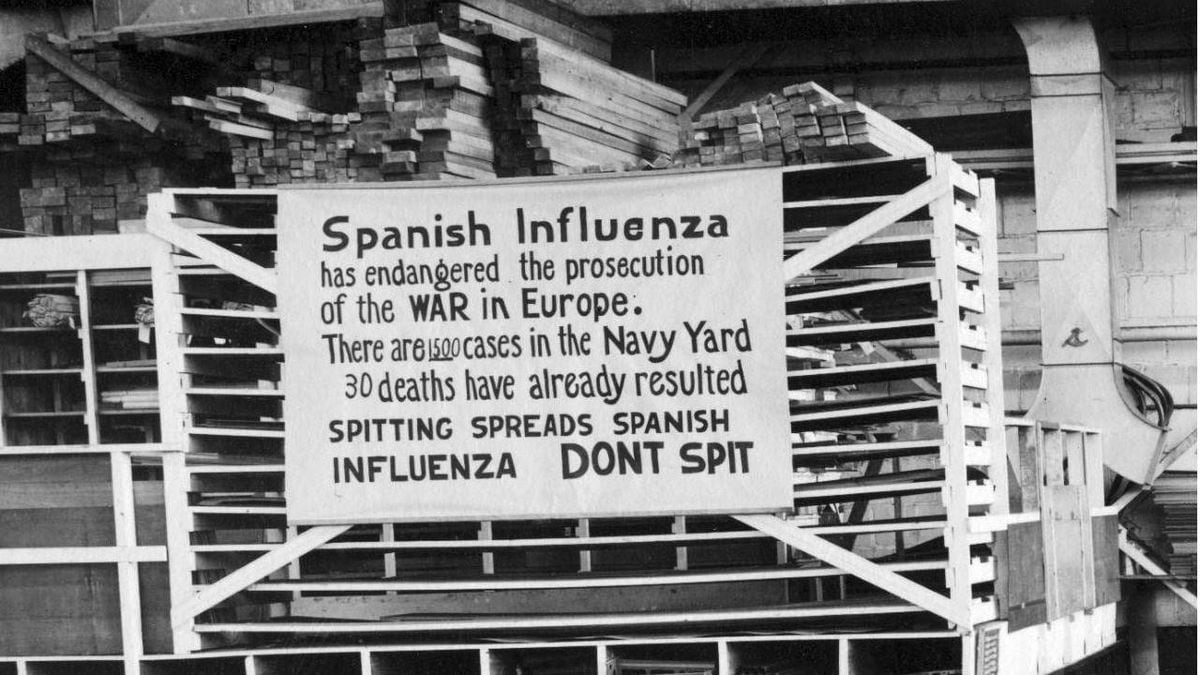 Spanish Influenza
has endangered the prosecution
of the WAR in Europe.
There are 1500 cases in the Navy Yard
30 deaths have already resulted
SPITTING SPREADS SPANISH
INFLUENZA DONT SPIT